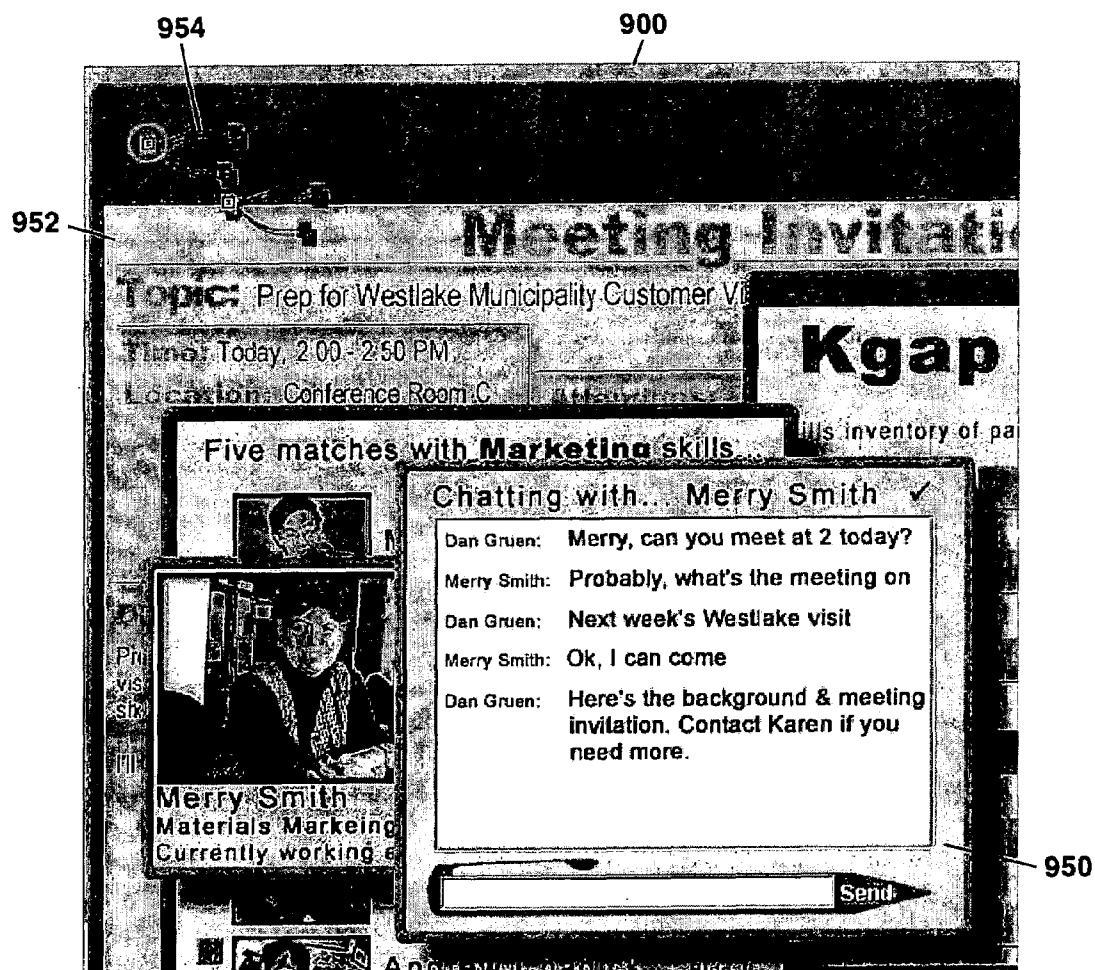 954
900
952
Meeting Invitati
Topic: Prep for Westlake Municipality Customer Vi
Time: Today, 2:00 - 2:50 PM
Location: Conference Room C
Attendees:
Kgap
ills inventory of pa
Five matches with Marketing skills...
Chatting with.... Merry Smith ✓
Dan Gruen: Merry, can you meet at 2 today?
Merry Smith: Probably, what's the meeting on
Dan Gruen: Next week's Westlake visit
Merry Smith: Ok, I can come
Dan Gruen: Here's the background & meeting
invitation. Contact Karen if you
need more.
Merry Smith
Materials Markeing
Currently working
950
Send